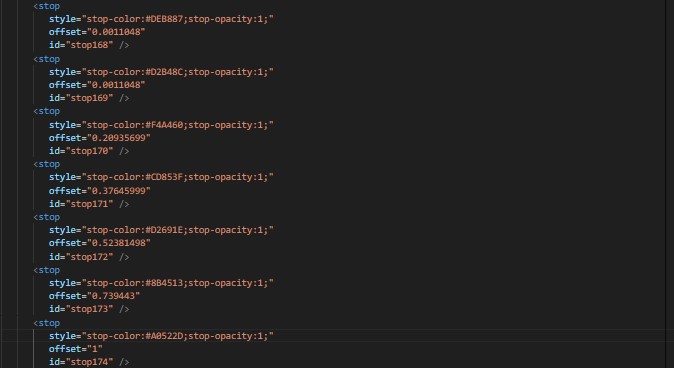 <stop
style="stop-color:#DEB887;stop-opacity:1;"
offset="0.0011048"
id="stop168" />
<stop
style="stop-color:#D2B48C;stop-opacity:1;"
offset="0.0011048"
id="stop169" />
<stop
style="stop-color:#F4A460;stop-opacity:1;"
offset="0.20935699"
id="stop170" />
<stop
style="stop-color:#CD853F;stop-opacity:1;"
offset="0.37645999"
id="stop171" />
<stop
style="stop-color:#D2691E;stop-opacity:1;"
offset="0.52381498"
id="stop172" />
<stop
style="stop-color:#8B4513;stop-opacity:1;"
offset="0.739443"
id="stop173" />
<stop
style="stop-color:#A0522D;stop-opacity:1;"
offset="1"
id="stop174" />